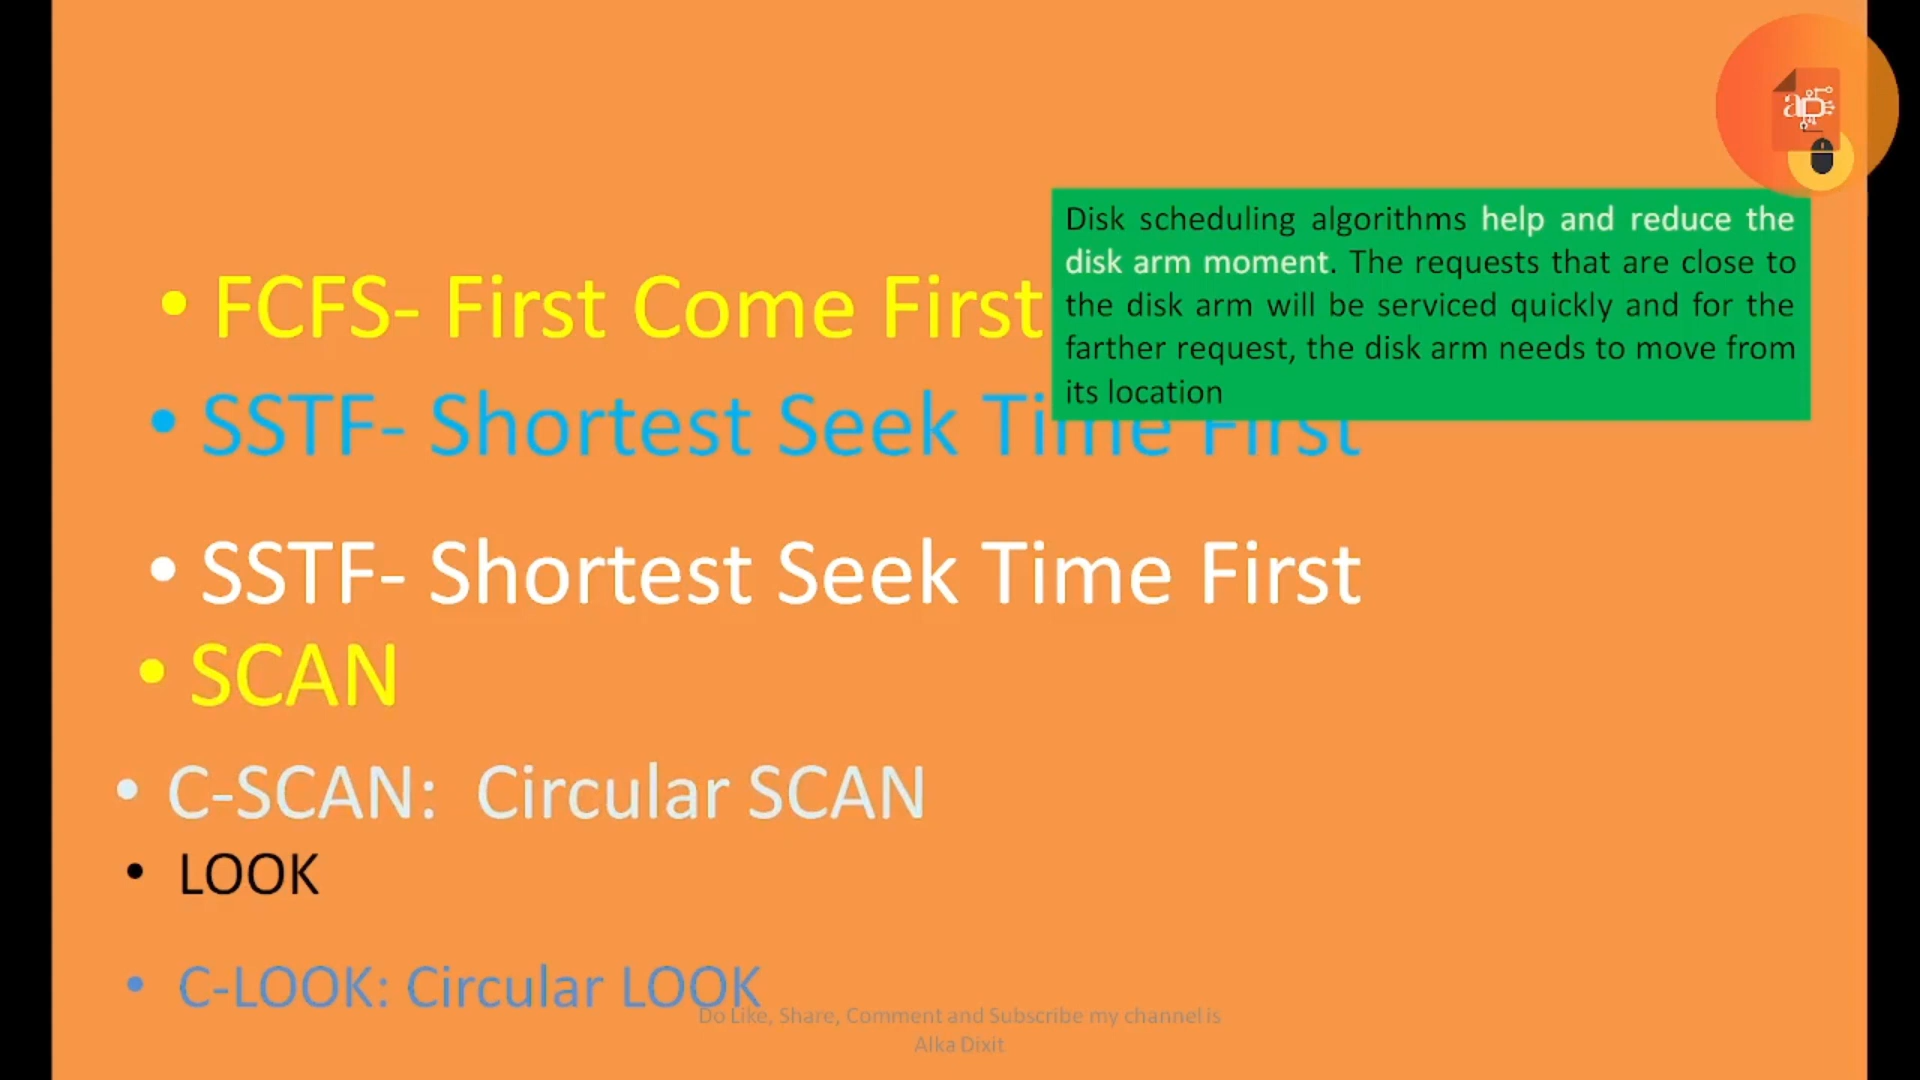 Disk scheduling algorithms help and reduce the
disk arm moment. The requests that are close to
the disk arm will be serviced quickly and for the
farther request, the disk arm needs to move from
its location
• FCFS- First Come First
• SSTF- Shortest Seek Time First
• SSTF- Shortest Seek Time First
• SCAN
• C-SCAN: Circular SCAN
• LOOK
• C-LOOK: Circular LOOK
Do Like, Share, Comment and Subscribe my channel is
Alka Dixit